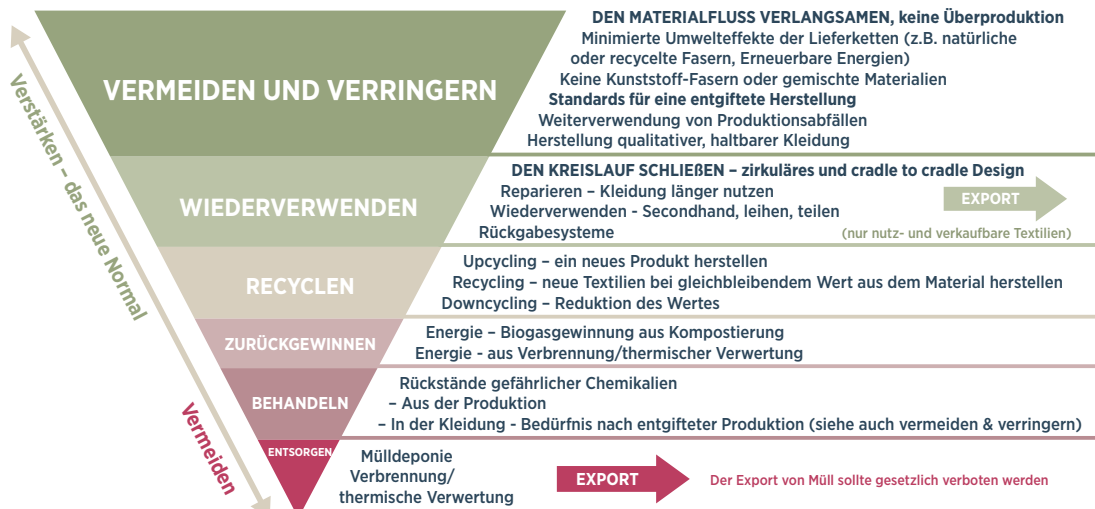 Verstärken – das neue Normal
Vermeiden
VERMEIDEN UND VERRINGERN
DEN MATERIALFLUSS VERLANGSAMEN, keine Überproduktion
Minimierte Umwelteffekte der Lieferketten (z.B. natürliche
oder recycelte Fasern, Erneuerbare Energien)
Keine Kunststoff-Fasern oder gemischte Materialien
Standards für eine entgiftete Herstellung
Weiterverwendung von Produktionsabfällen
Herstellung qualitativer, haltbarer Kleidung
WIEDERVERWENDEN
DEN KREISLAUF SCHLIEßEN – zirkuläres und cradle to cradle Design
Reparieren – Kleidung länger nutzen
Wiederverwenden - Secondhand, leihen, teilen
Rückgabesysteme
EXPORT
(nur nutz- und verkaufbare Textilien)
RECYCLEN
Upcycling – ein neues Produkt herstellen
Recycling – neue Textilien bei gleichbleibendem Wert aus dem Material herstellen
Downcycling – Reduktion des Wertes
ZURÜCKGEWINNEN
Energie – Biogasgewinnung aus Kompostierung
Energie - aus Verbrennung/thermischer Verwertung
BEHANDELN
Rückstände gefährlicher Chemikalien
– Aus der Produktion
– In der Kleidung - Bedürfnis nach entgifteter Produktion (siehe auch vermeiden & verringern)
ENTSORGEN
Mülldeponie
Verbrennung/
thermische Verwertung
EXPORT
Der Export von Müll sollte gesetzlich verboten werden